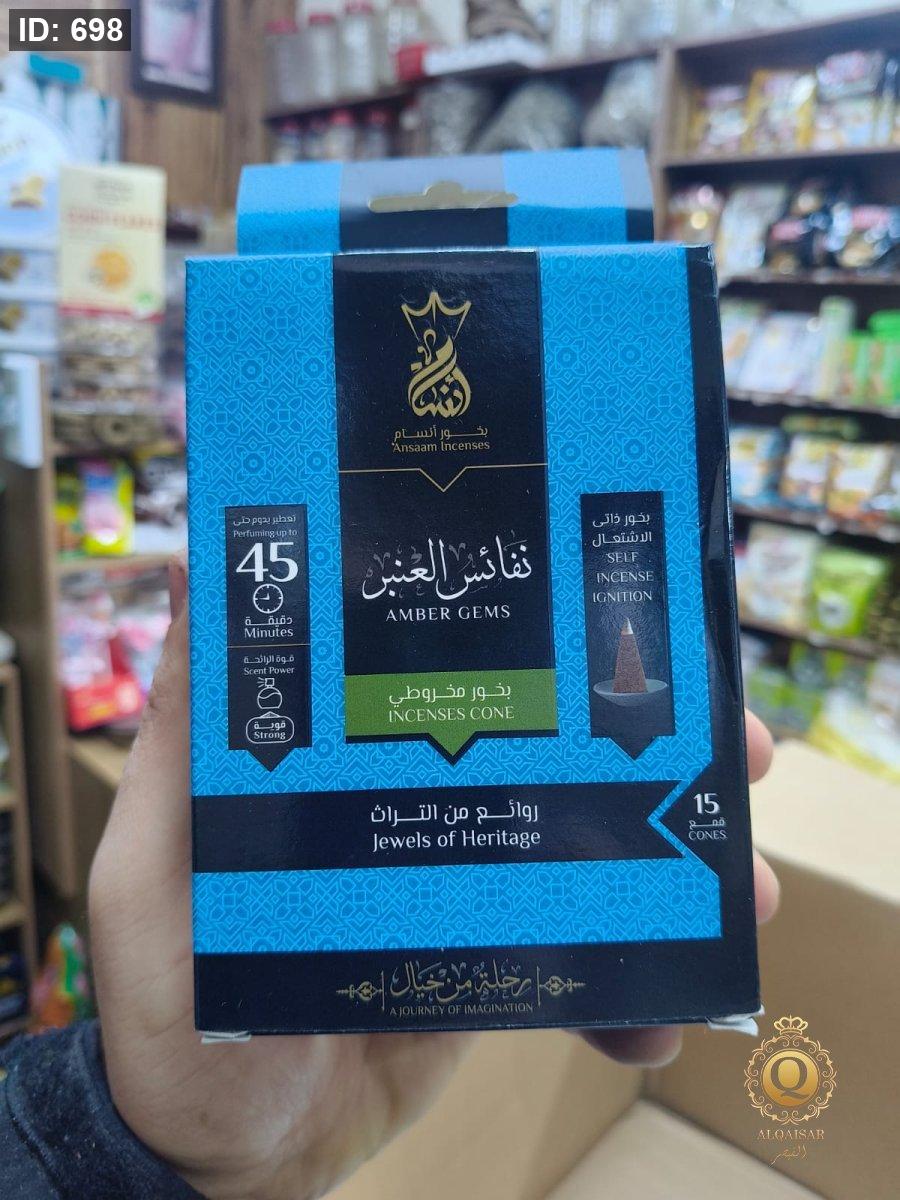 ID: 698
انسام
بخور أنسام
Ansaam Incenses
تعطير يدوم حتى
Perfuming up to
45
دقيقة
Minutes
قوة الرائحة
Scent Power
قوية
Strong
نفائس العنبر
AMBER GEMS
بخور مخروطي
INCENSES CONE
بخور ذاتى
الاشتعال
SELF
INCENSE
IGNITION
روائع من التراث
Jewels of Heritage
15
قمع
CONES
رحلة من خيال
A JOURNEY OF IMAGINATION
Q
ALQAISAR
القيصر